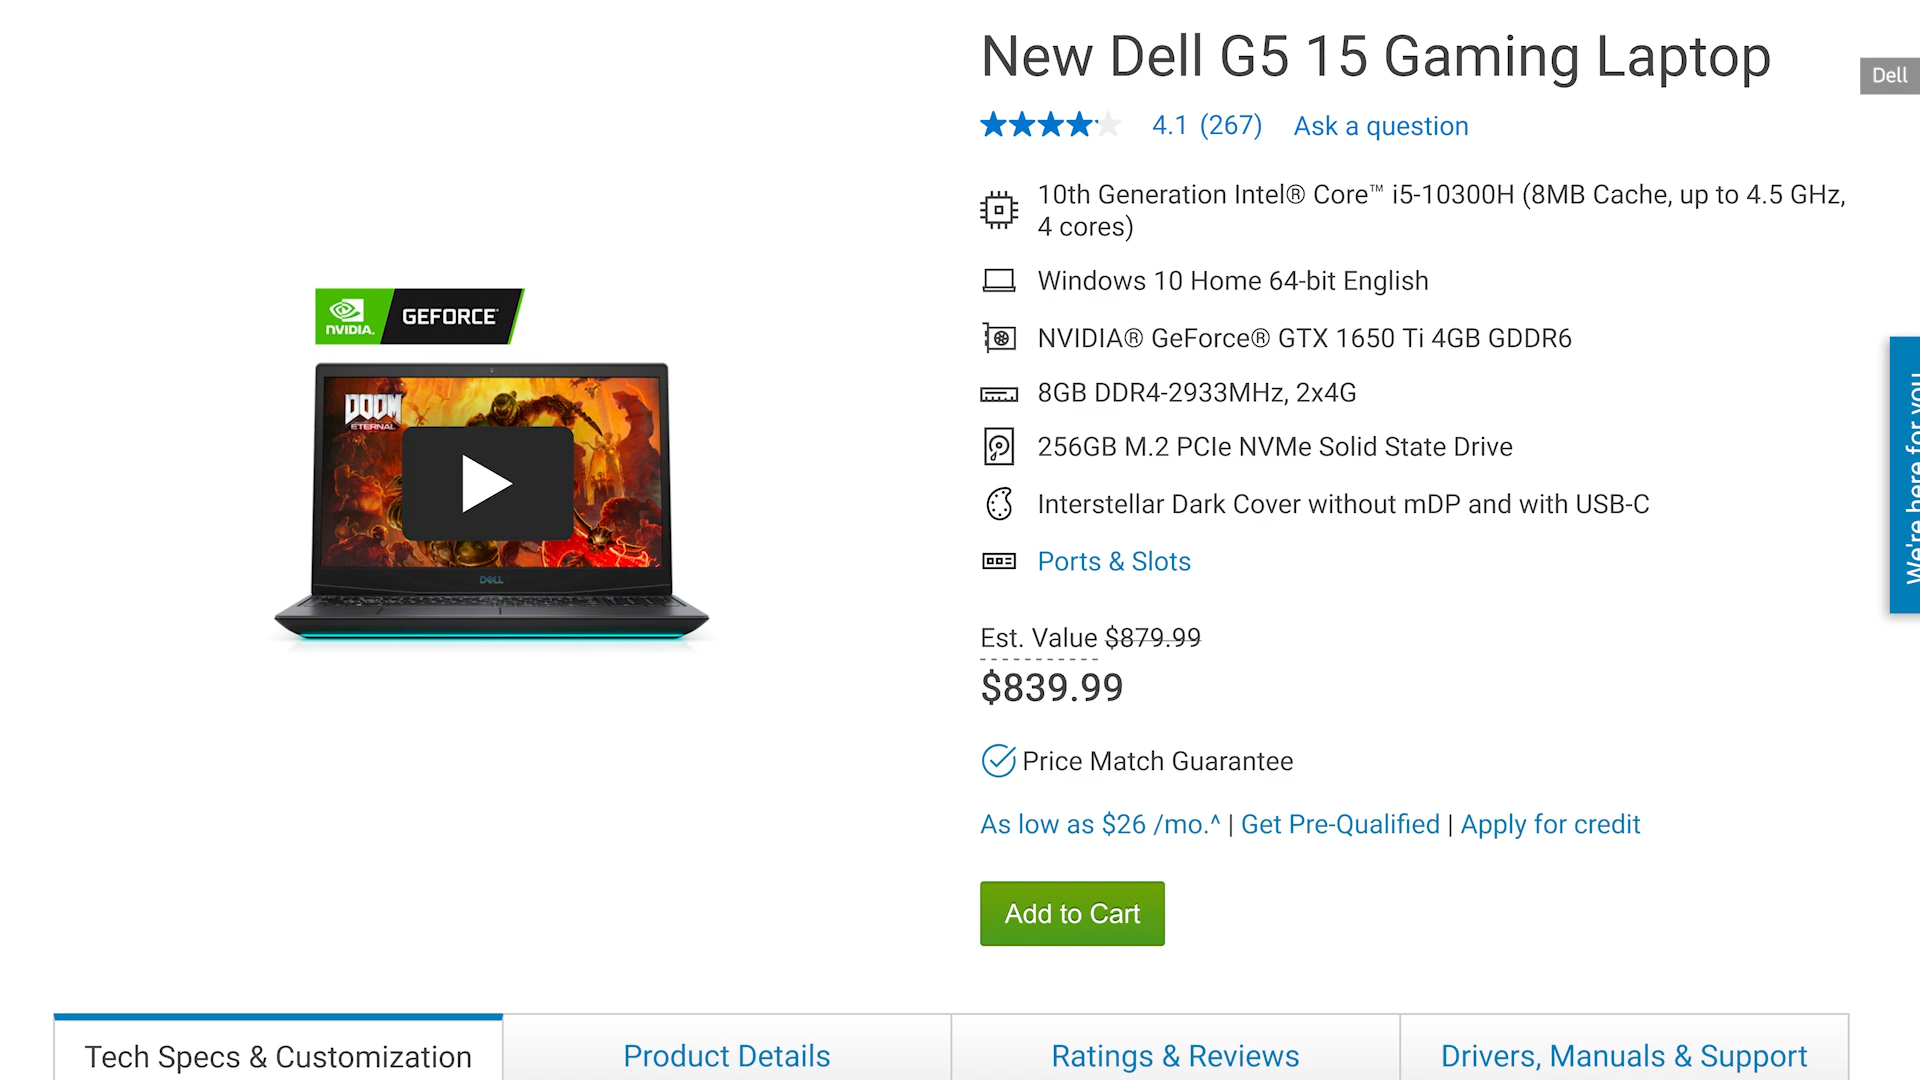 New Dell G5 15 Gaming Laptop
Dell
4.1 (267) Ask a question
10th Generation Intel® Core™ i5-10300H (8MB Cache, up to 4.5 GHz,
4 cores)
Windows 10 Home 64-bit English
NVIDIA® GeForce® GTX 1650 Ti 4GB GDDR6
8GB DDR4-2933MHz, 2x4G
256GB M.2 PCIe NVMe Solid State Drive
Interstellar Dark Cover without mDP and with USB-C
Ports & Slots
Est. Value $879.99
$839.99
Price Match Guarantee
As low as $26 /mo.^ | Get Pre-Qualified | Apply for credit
Add to Cart
NVIDIA.
GEFORCE
DOOM
ETERNAL
DELL
We're here for you
Tech Specs & Customization
Product Details
Ratings & Reviews
Drivers, Manuals & Support